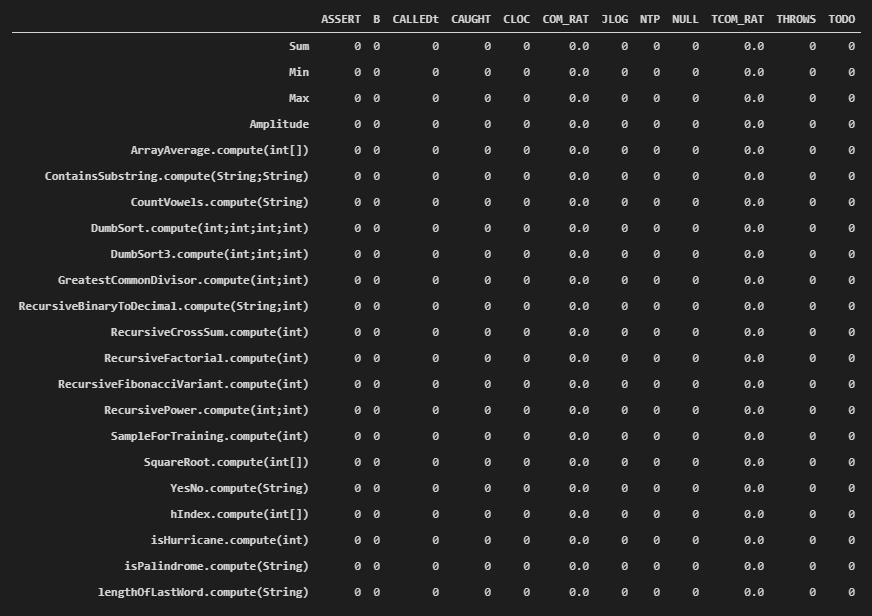 ASSERT B CALLEDt CAUGHT CLOC COM_RAT JLOG NTP NULL TCOM_RAT THROWS TODO
Sum 0 0 0 0 0 0.0 0 0 0 0.0 0 0
Min 0 0 0 0 0 0.0 0 0 0 0.0 0 0
Max 0 0 0 0 0 0.0 0 0 0 0.0 0 0
Amplitude 0 0 0 0 0 0.0 0 0 0 0.0 0 0
ArrayAverage.compute(int[]) 0 0 0 0 0 0.0 0 0 0 0.0 0 0
ContainsSubstring.compute(String;String) 0 0 0 0 0 0.0 0 0 0 0.0 0 0
CountVowels.compute(String) 0 0 0 0 0 0.0 0 0 0 0.0 0 0
DumbSort.compute(int;int;int;int) 0 0 0 0 0 0.0 0 0 0 0.0 0 0
DumbSort3.compute(int;int;int) 0 0 0 0 0 0.0 0 0 0 0.0 0 0
GreatestCommonDivisor.compute(int;int) 0 0 0 0 0 0.0 0 0 0 0.0 0 0
RecursiveBinaryToDecimal.compute(String;int) 0 0 0 0 0 0.0 0 0 0 0.0 0 0
RecursiveCrossSum.compute(int) 0 0 0 0 0 0.0 0 0 0 0.0 0 0
RecursiveFactorial.compute(int) 0 0 0 0 0 0.0 0 0 0 0.0 0 0
RecursiveFibonacciVariant.compute(int) 0 0 0 0 0 0.0 0 0 0 0.0 0 0
RecursivePower.compute(int;int) 0 0 0 0 0 0.0 0 0 0 0.0 0 0
SampleForTraining.compute(int) 0 0 0 0 0 0.0 0 0 0 0.0 0 0
SquareRoot.compute(int[]) 0 0 0 0 0 0.0 0 0 0 0.0 0 0
YesNo.compute(String) 0 0 0 0 0 0.0 0 0 0 0.0 0 0
hIndex.compute(int[]) 0 0 0 0 0 0.0 0 0 0 0.0 0 0
isHurricane.compute(int) 0 0 0 0 0 0.0 0 0 0 0.0 0 0
isPalindrome.compute(String) 0 0 0 0 0 0.0 0 0 0 0.0 0 0
lengthOfLastWord.compute(String) 0 0 0 0 0 0.0 0 0 0 0.0 0 0